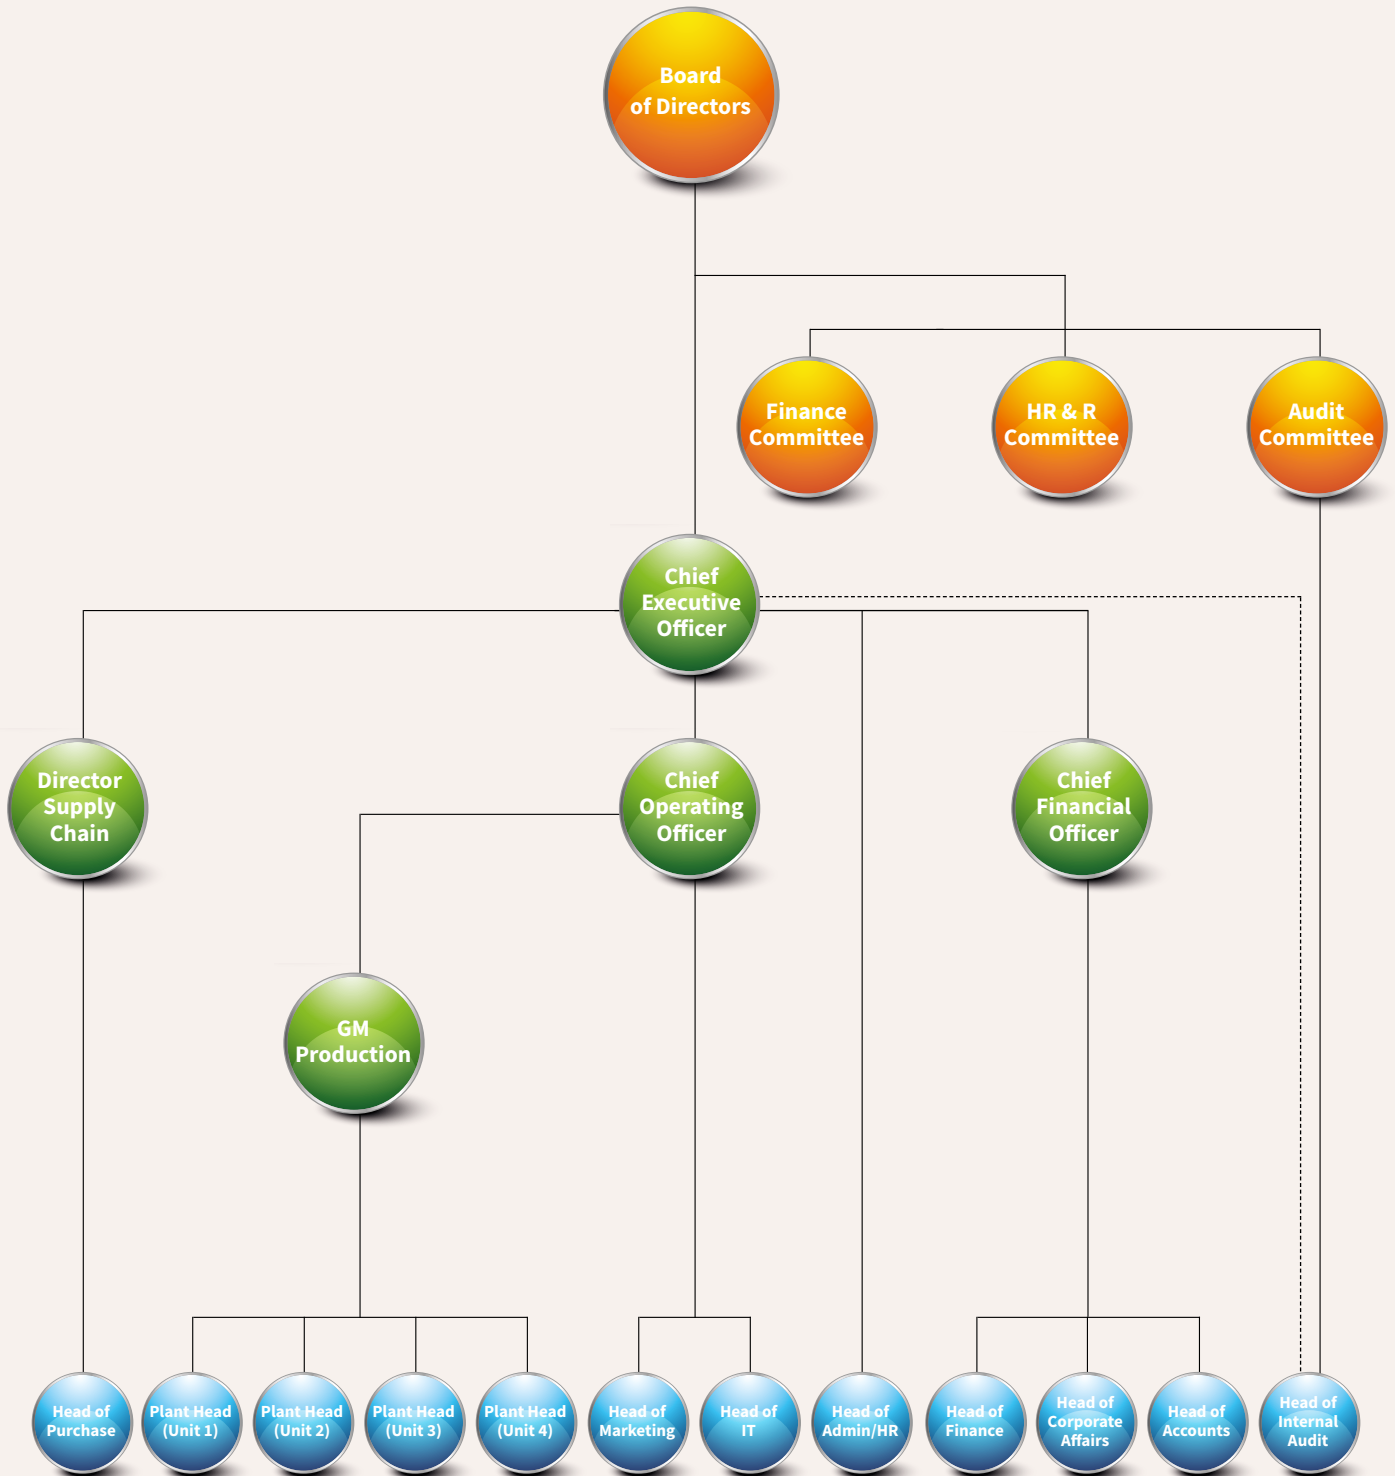 Board
of Directors
Finance
Committee
HR & R
Committee
Audit
Committee
Chief
Executive
Officer
Director
Supply
Chain
Chief
Operating
Officer
Chief
Financial
Officer
GM
Production
Head of
Purchase
Plant Head
(Unit 1)
Plant Head
(Unit 2)
Plant Head
(Unit 3)
Plant Head
(Unit 4)
Head of
Marketing
Head of
IT
Head of
Admin/HR
Head of
Finance
Head of
Corporate
Affairs
Head of
Accounts
Head of
Internal
Audit